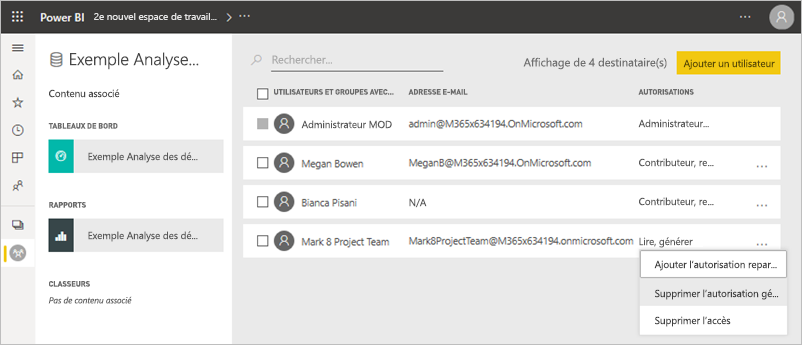 Power BI 2e nouvel espace de travail... > ...
Exemple Analyse...
Contenu associé
TABLEAUX DE BORD
Exemple Analyse des dé...
RAPPORTS
Exemple Analyse des dé...
CLASSEURS
Pas de contenu associé
Rechercher...
Affichage de 4 destinataire(s)
Ajouter un utilisateur
UTILISATEURS ET GROUPES AVEC... ADRESSE E-MAIL AUTORISATIONS
Administrateur MOD admin@M365x634194.OnMicrosoft.com Administrateur...
Megan Bowen MeganB@M365x634194.OnMicrosoft.com Contributeur, re... ...
Bianca Pisani N/A Contributeur, re... ...
Mark 8 Project Team Mark8ProjectTeam@M365x634194.onmicrosoft.com Lire, générer ...
Ajouter l'autorisation repar...
Supprimer l'autorisation gé...
Supprimer l'accès